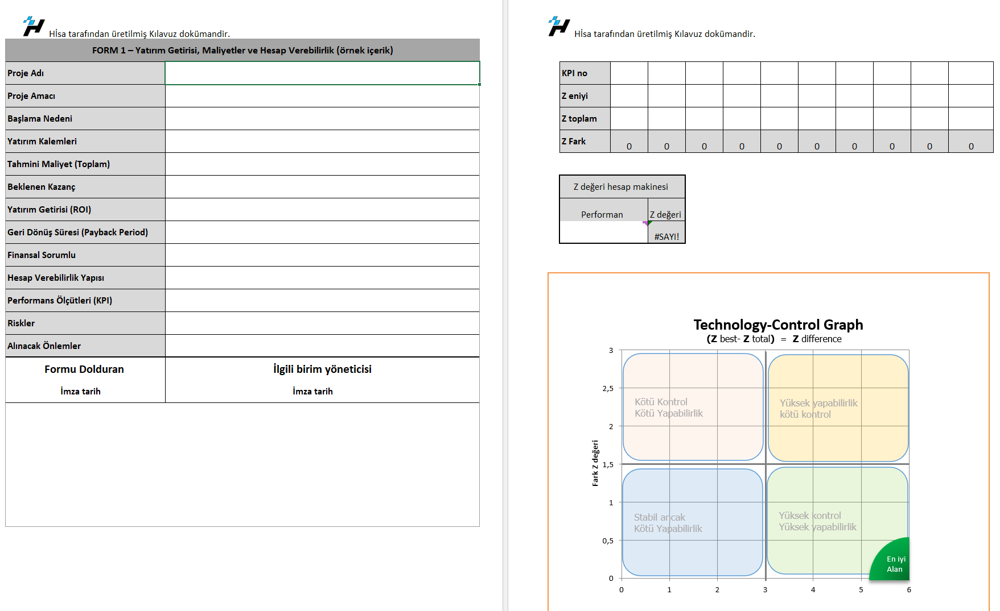 Hİsa tarafından üretilmiş Kılavuz dokümandir.
FORM 1 – Yatırım Getirisi, Maliyetler ve Hesap Verebilirlik (örnek içerik)
Proje Adı
Proje Amacı
Başlama Nedeni
Yatırım Kalemleri
Tahmini Maliyet (Toplam)
Beklenen Kazanç
Yatırım Getirisi (ROI)
Geri Dönüş Süresi (Payback Period)
Finansal Sorumlu
Hesap Verebilirlik Yapısı
Performans Ölçütleri (KPI)
Riskler
Alınacak Önlemler
Formu Dolduran İlgili birim yöneticisi
İmza tarih İmza tarih
Hİsa tarafından üretilmiş Kılavuz dokümandir.
KPI no
Z eniyi
Z toplam
Z Fark 0 0 0 0 0 0 0 0 0 0
Z değeri hesap makinesi
Performan Z değeri
#SAYI!
Technology-Control Graph
(Z best- Z total) = Z difference
3
2,5
2
1,5
1
0,5
0
Fark Z değeri
Kötü Kontrol
Kötü Yapabilirlik
Yüksek yapabilirlik
kötü kontrol
Stabil ancak
Kötü Yapabilirlik
Yüksek kontrol
Yüksek yapabilirlik
En iyi
Alan
0 1 2 3 4 5 6